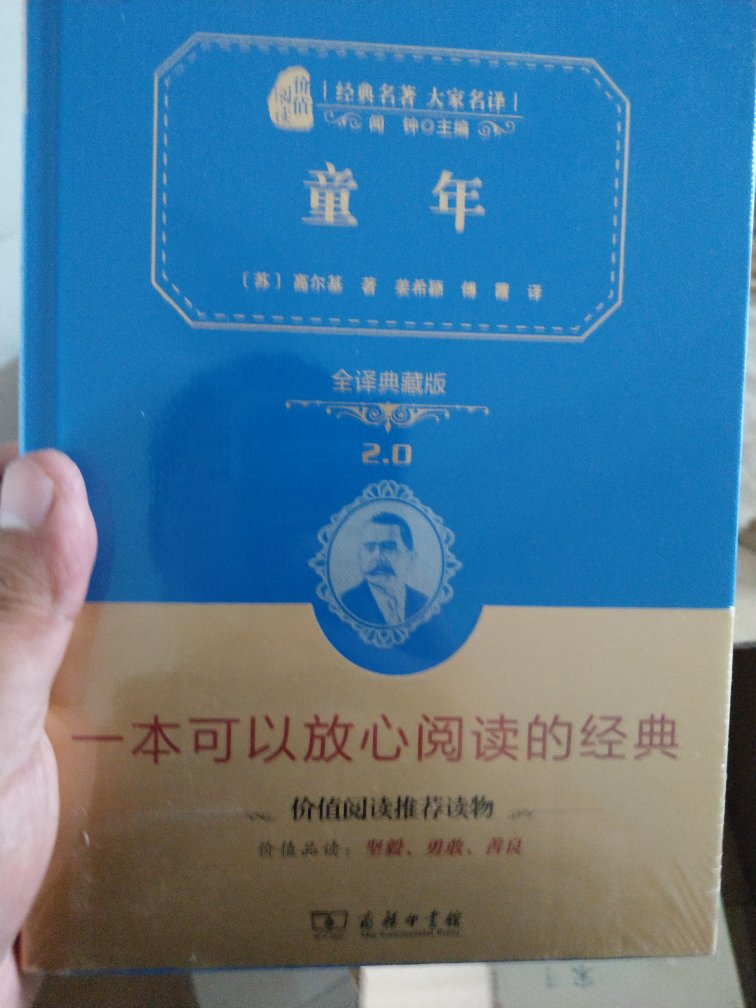 价值阅读
经典名著 大家名译
闻 钟○主编
童 年
〔苏〕高尔基 著 姜希颖 傅 霞 译
全译典藏版
2.0
一本可以放心阅读的经典
价值阅读推荐读物
价值品读：坚毅、勇敢、善良
商务印书馆
The Commercial Press